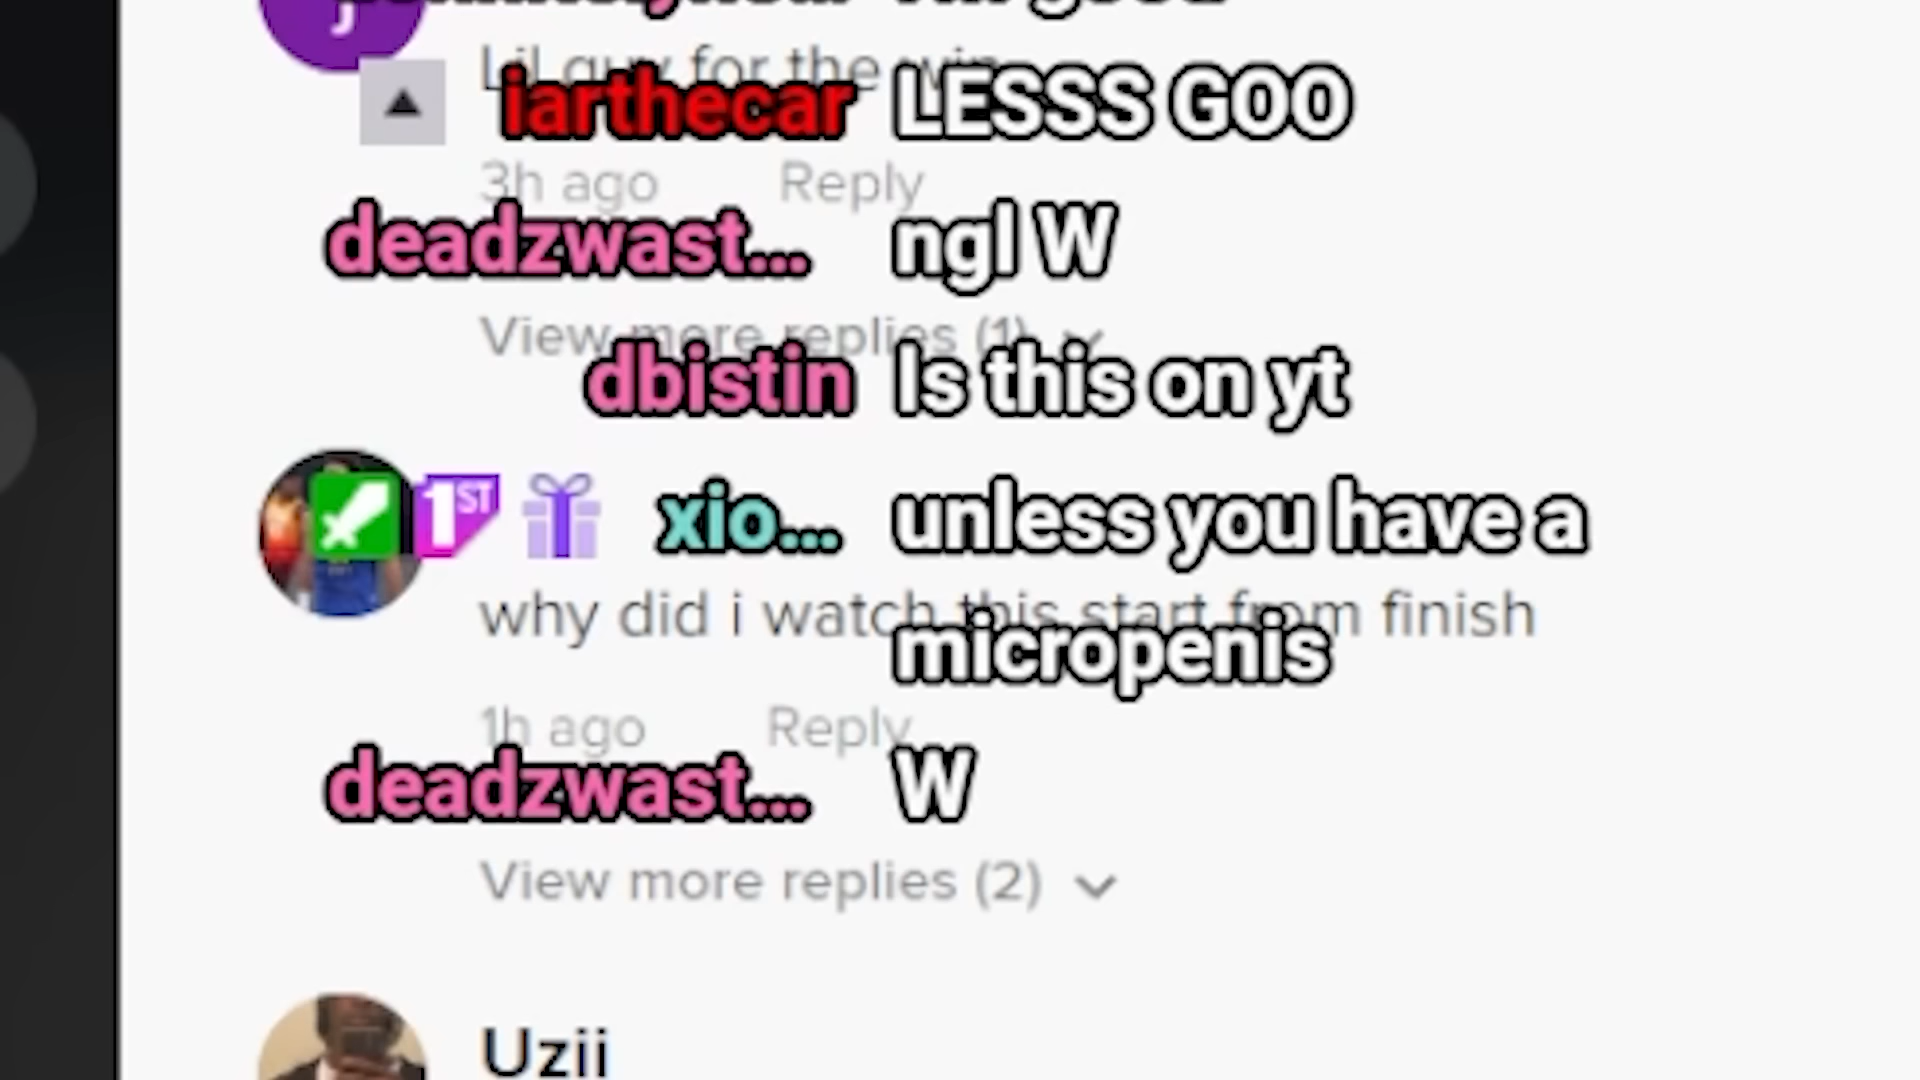 J
I'm good
Lil guy for the win
iarthecar LESSS GOO
3h ago Reply
deadzwast... ngl W
View more replies (1)
dbistin Is this on yt
1ST xio... unless you have a
why did i watch this start from finish
micropenis
1h ago Reply
deadzwast... W
View more replies (2)
Uzii